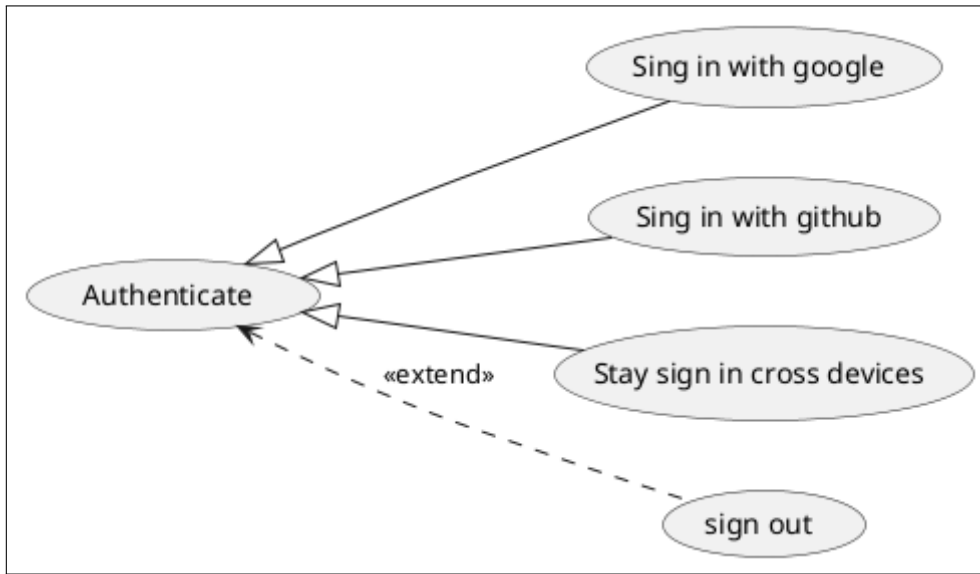 Sing in with google
Sing in with github
Authenticate
«extend»
Stay sign in cross devices
sign out